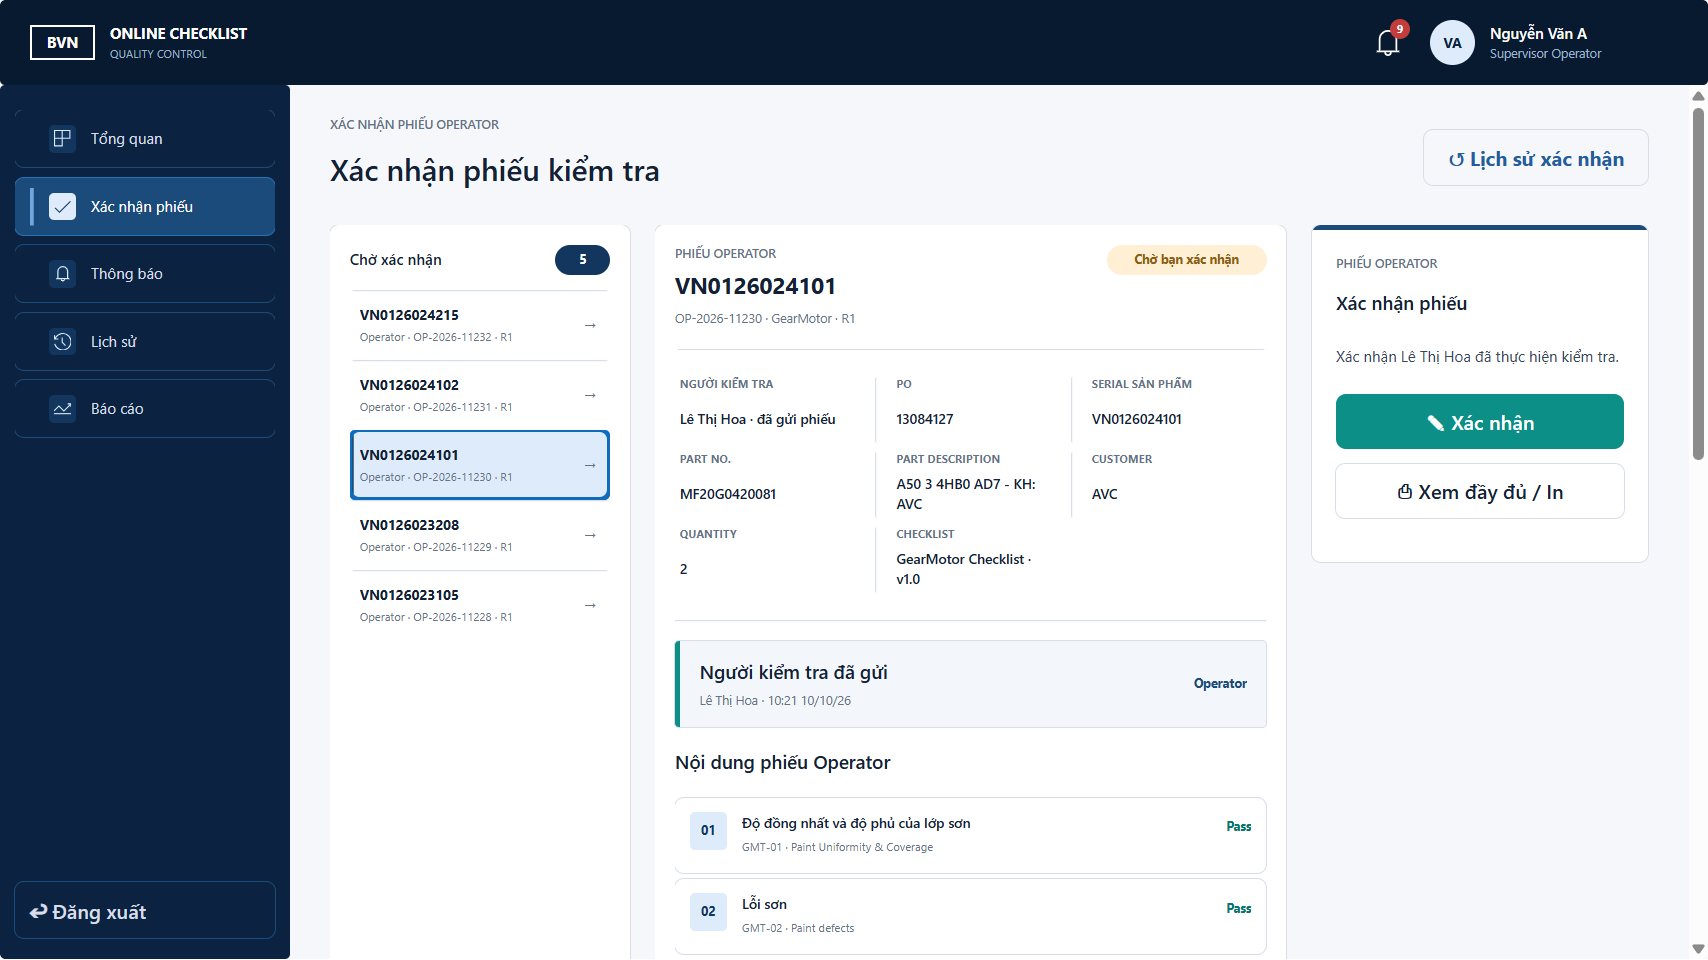 BVN
ONLINE CHECKLIST
QUALITY CONTROL
9
VA
Nguyễn Văn A
Supervisor Operator
Tổng quan
Xác nhận phiếu
Thông báo
Lịch sử
Báo cáo
Đăng xuất
XÁC NHẬN PHIẾU OPERATOR
Xác nhận phiếu kiểm tra
Lịch sử xác nhận
Chờ xác nhận
5
VN0126024215
Operator · OP-2026-11232 · R1
→
VN0126024102
Operator · OP-2026-11231 · R1
→
VN0126024101
Operator · OP-2026-11230 · R1
→
VN0126023208
Operator · OP-2026-11229 · R1
→
VN0126023105
Operator · OP-2026-11228 · R1
→
PHIẾU OPERATOR
Chờ bạn xác nhận
VN0126024101
OP-2026-11230 · GearMotor · R1
NGƯỜI KIỂM TRA
Lê Thị Hoa · đã gửi phiếu
PO
13084127
SERIAL SẢN PHẨM
VN0126024101
PART NO.
MF20G0420081
PART DESCRIPTION
A50 3 4HB0 AD7 - KH:
AVC
CUSTOMER
AVC
QUANTITY
2
CHECKLIST
GearMotor Checklist ·
v1.0
Người kiểm tra đã gửi
Lê Thị Hoa · 10:21 10/10/26
Operator
Nội dung phiếu Operator
01
Độ đồng nhất và độ phủ của lớp sơn
GMT-01 · Paint Uniformity & Coverage
Pass
02
Lỗi sơn
GMT-02 · Paint defects
Pass
PHIẾU OPERATOR
Xác nhận phiếu
Xác nhận Lê Thị Hoa đã thực hiện kiểm tra.
Xác nhận
Xem đầy đủ / In